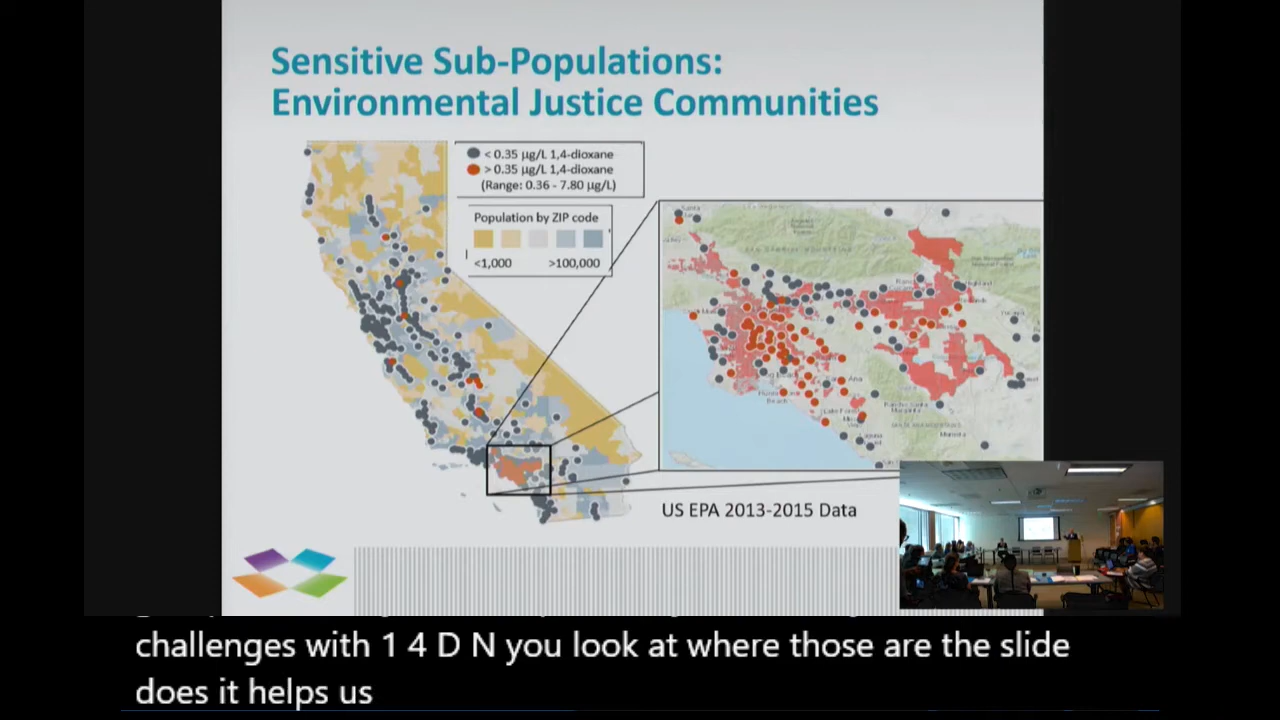 Sensitive Sub-Populations:
Environmental Justice Communities
< 0.35 µg/L 1,4-dioxane
> 0.35 µg/L 1,4-dioxane
(Range: 0.36 - 7.80 µg/L)
Population by ZIP code
<1,000 >100,000
US EPA 2013-2015 Data
challenges with 1 4 D N you look at where those are the slide
does it helps us